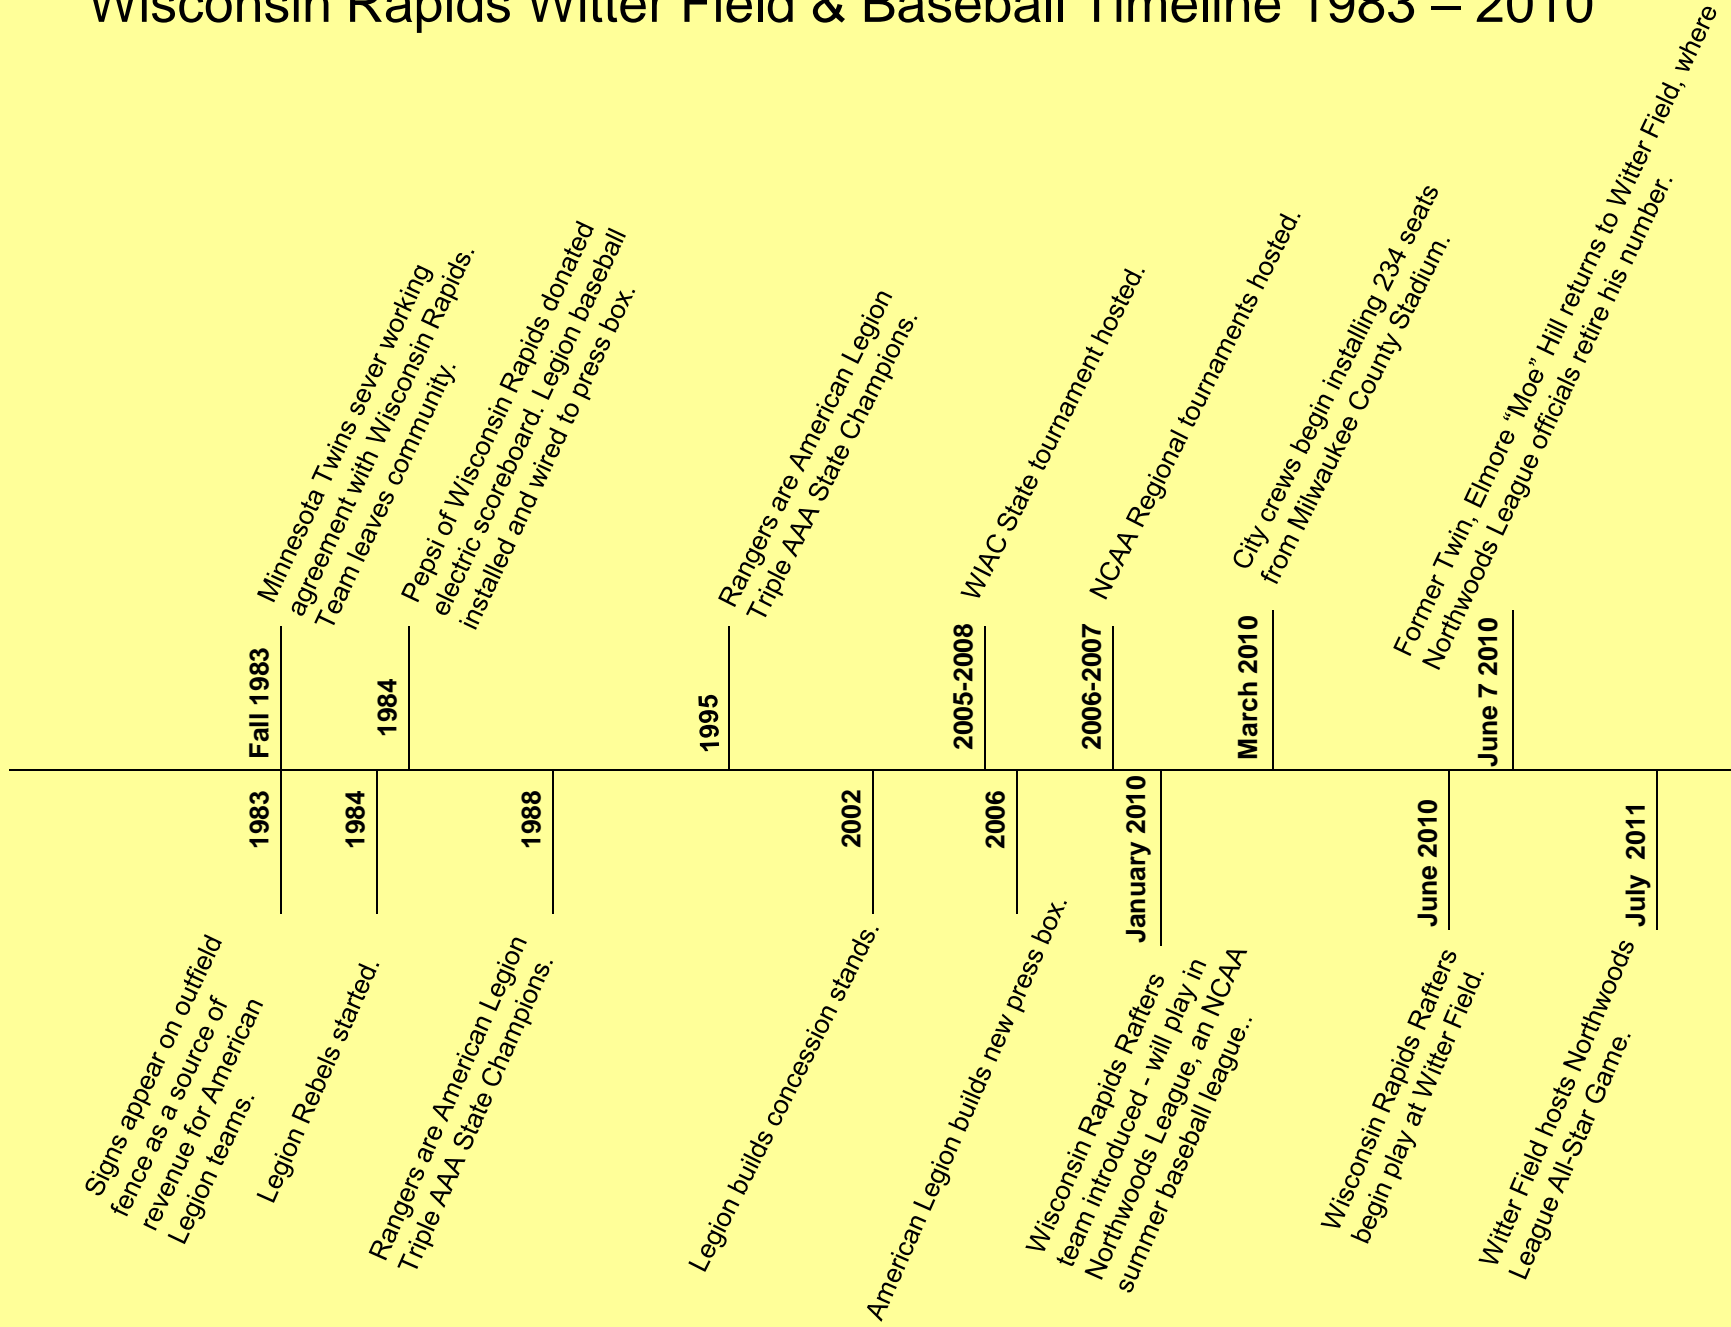 Wisconsin Rapids Witter Field & Baseball Timeline 1983 – 2010
Fall 1983
Minnesota Twins sever working
agreement with Wisconsin Rapids.
Team leaves community.
1984
Pepsi of Wisconsin Rapids donated
electric scoreboard. Legion baseball
installed and wired to press box.
1995
Rangers are American Legion
Triple AAA State Champions.
2005-2008
WIAC State tournament hosted.
2006-2007
NCAA Regional tournaments hosted.
March 2010
City crews begin installing 234 seats
from Milwaukee County Stadium.
June 7 2010
Former Twin, Elmore “Moe” Hill returns to Witter Field, where
Northwoods League officials retire his number.
1983
Signs appear on outfield
fence as a source of
revenue for American
Legion teams.
1984
Legion Rebels started.
1988
Rangers are American Legion
Triple AAA State Champions.
2002
Legion builds concession stands.
2006
American Legion builds new press box.
January 2010
Wisconsin Rapids Rafters
team introduced - will play in
Northwoods League, an NCAA
summer baseball league..
June 2010
Wisconsin Rapids Rafters
begin play at Witter Field.
July  2011
Witter Field hosts Northwoods
League All-Star Game.